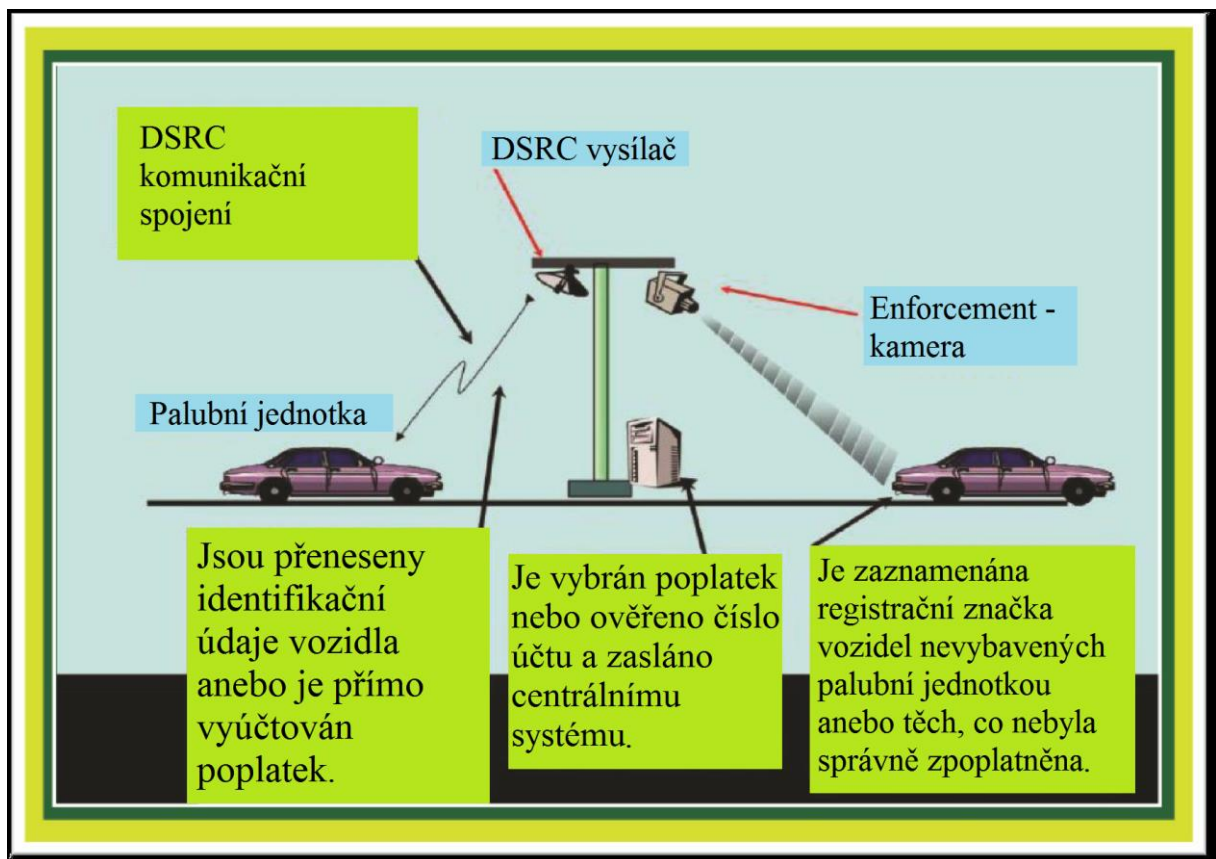 DSRC
komunikační
spojení
DSRC vysílač
Enforcement -
kamera
Palubní jednotka
Jsou přeneseny
identifikační
údaje vozidla
anebo je přímo
vyúčtován
poplatek.
Je vybrán poplatek
nebo ověřeno číslo
účtu a zasláno
centrálnímu
systému.
Je zaznamenána
registrační značka
vozidel nevybavených
palubní jednotkou
anebo těch, co nebyla
správně zpoplatněna.